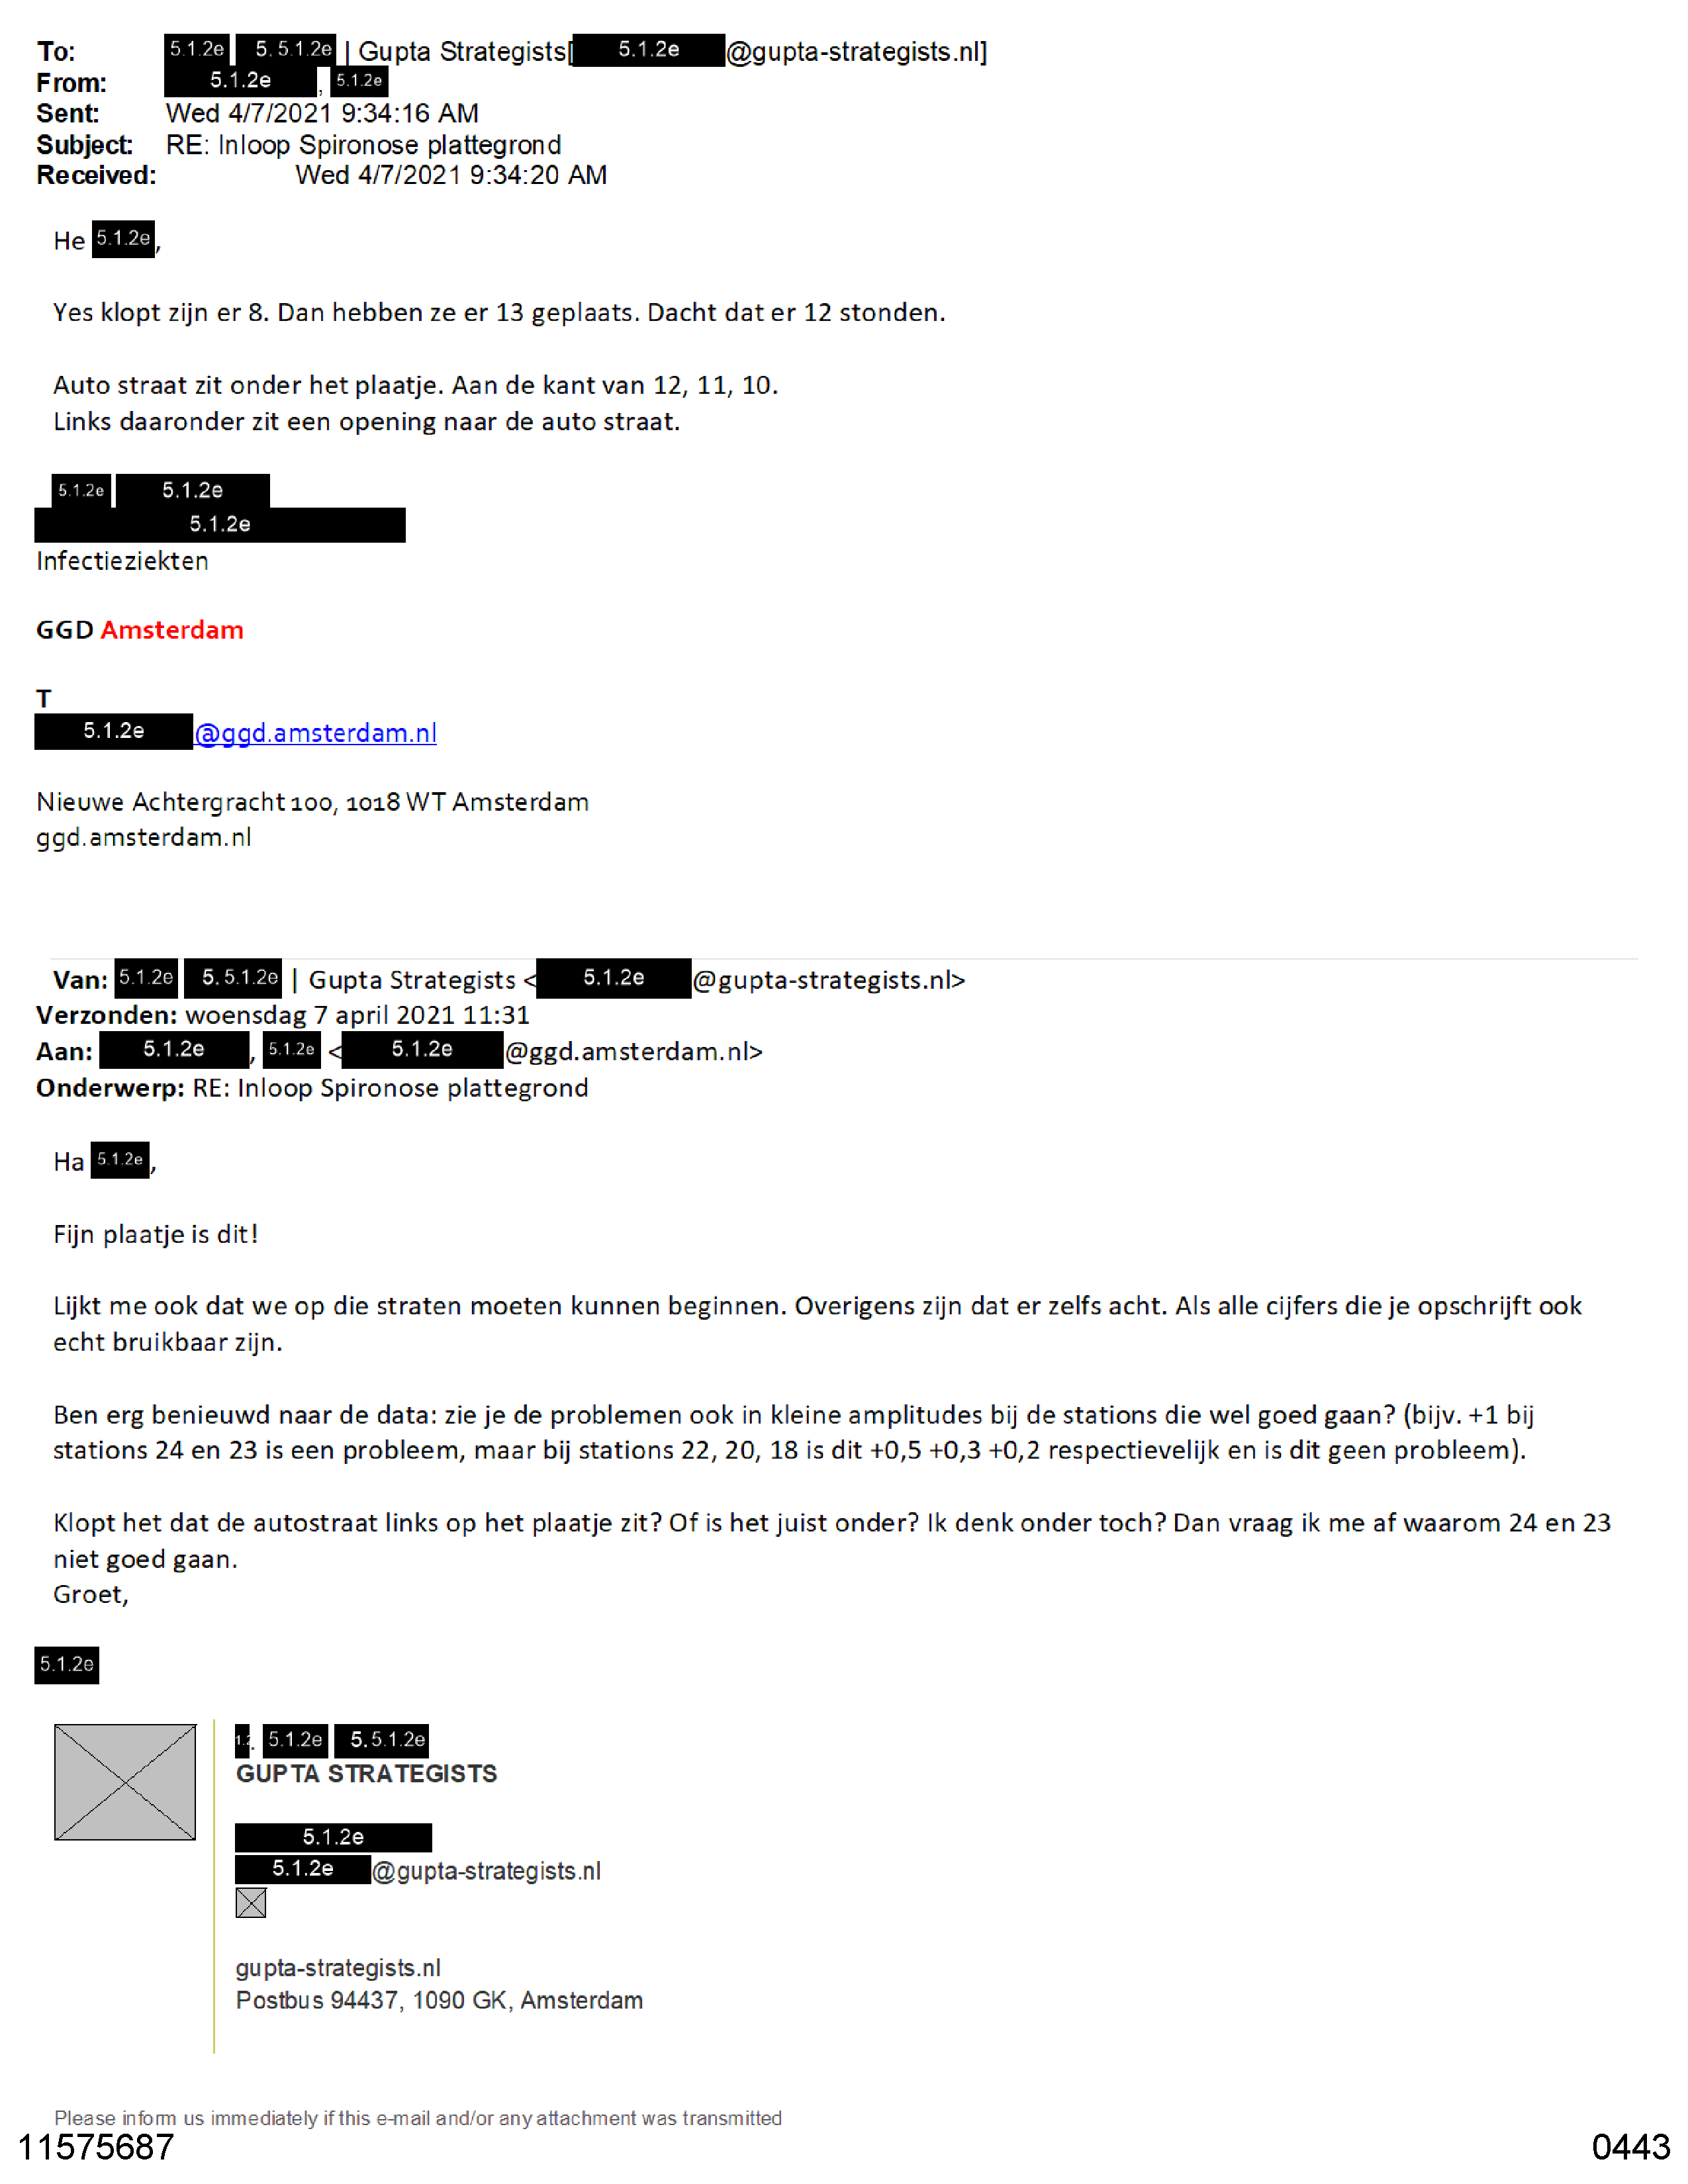 To: 5.1.2e 5. 5.1.2e | Gupta Strategists[ 5.1.2e @gupta-strategists.nl]
From: 5.1.2e , 5.1.2e
Sent: Wed 4/7/2021 9:34:16 AM
Subject: RE: Inloop Spironose plattegrond
Received: Wed 4/7/2021 9:34:20 AM
He 5.1.2e,
Yes klopt zijn er 8. Dan hebben ze er 13 geplaats. Dacht dat er 12 stonden.
Auto straat zit onder het plaatje. Aan de kant van 12, 11, 10.
Links daaronder zit een opening naar de auto straat.
5.1.2e 5.1.2e
5.1.2e
Infectieziekten
GGD Amsterdam
T
5.1.2e @ggd.amsterdam.nl
Nieuwe Achtergracht 100, 1018 WT Amsterdam
ggd.amsterdam.nl
Van: 5.1.2e 5. 5.1.2e | Gupta Strategists < 5.1.2e @gupta-strategists.nl>
Verzonden: woensdag 7 april 2021 11:31
Aan: 5.1.2e , 5.1.2e < 5.1.2e @ggd.amsterdam.nl>
Onderwerp: RE: Inloop Spironose plattegrond
Ha 5.1.2e,
Fijn plaatje is dit!
Lijkt me ook dat we op die straten moeten kunnen beginnen. Overigens zijn dat er zelfs acht. Als alle cijfers die je opschrijft ook
echt bruikbaar zijn.
Ben erg benieuwd naar de data: zie je de problemen ook in kleine amplitudes bij de stations die wel goed gaan? (bijv. +1 bij
stations 24 en 23 is een probleem, maar bij stations 22, 20, 18 is dit +0,5 +0,3 +0,2 respectievelijk en is dit geen probleem).
Klopt het dat de autostraat links op het plaatje zit? Of is het juist onder? Ik denk onder toch? Dan vraag ik me af waarom 24 en 23
niet goed gaan.
Groet,
5.1.2e
1.2. 5.1.2e 5. 5.1.2e
GUPTA STRATEGISTS
5.1.2e
5.1.2e @gupta-strategists.nl
gupta-strategists.nl
Postbus 94437, 1090 GK, Amsterdam
Please inform us immediately if this e-mail and/or any attachment was transmitted
11575687 0443